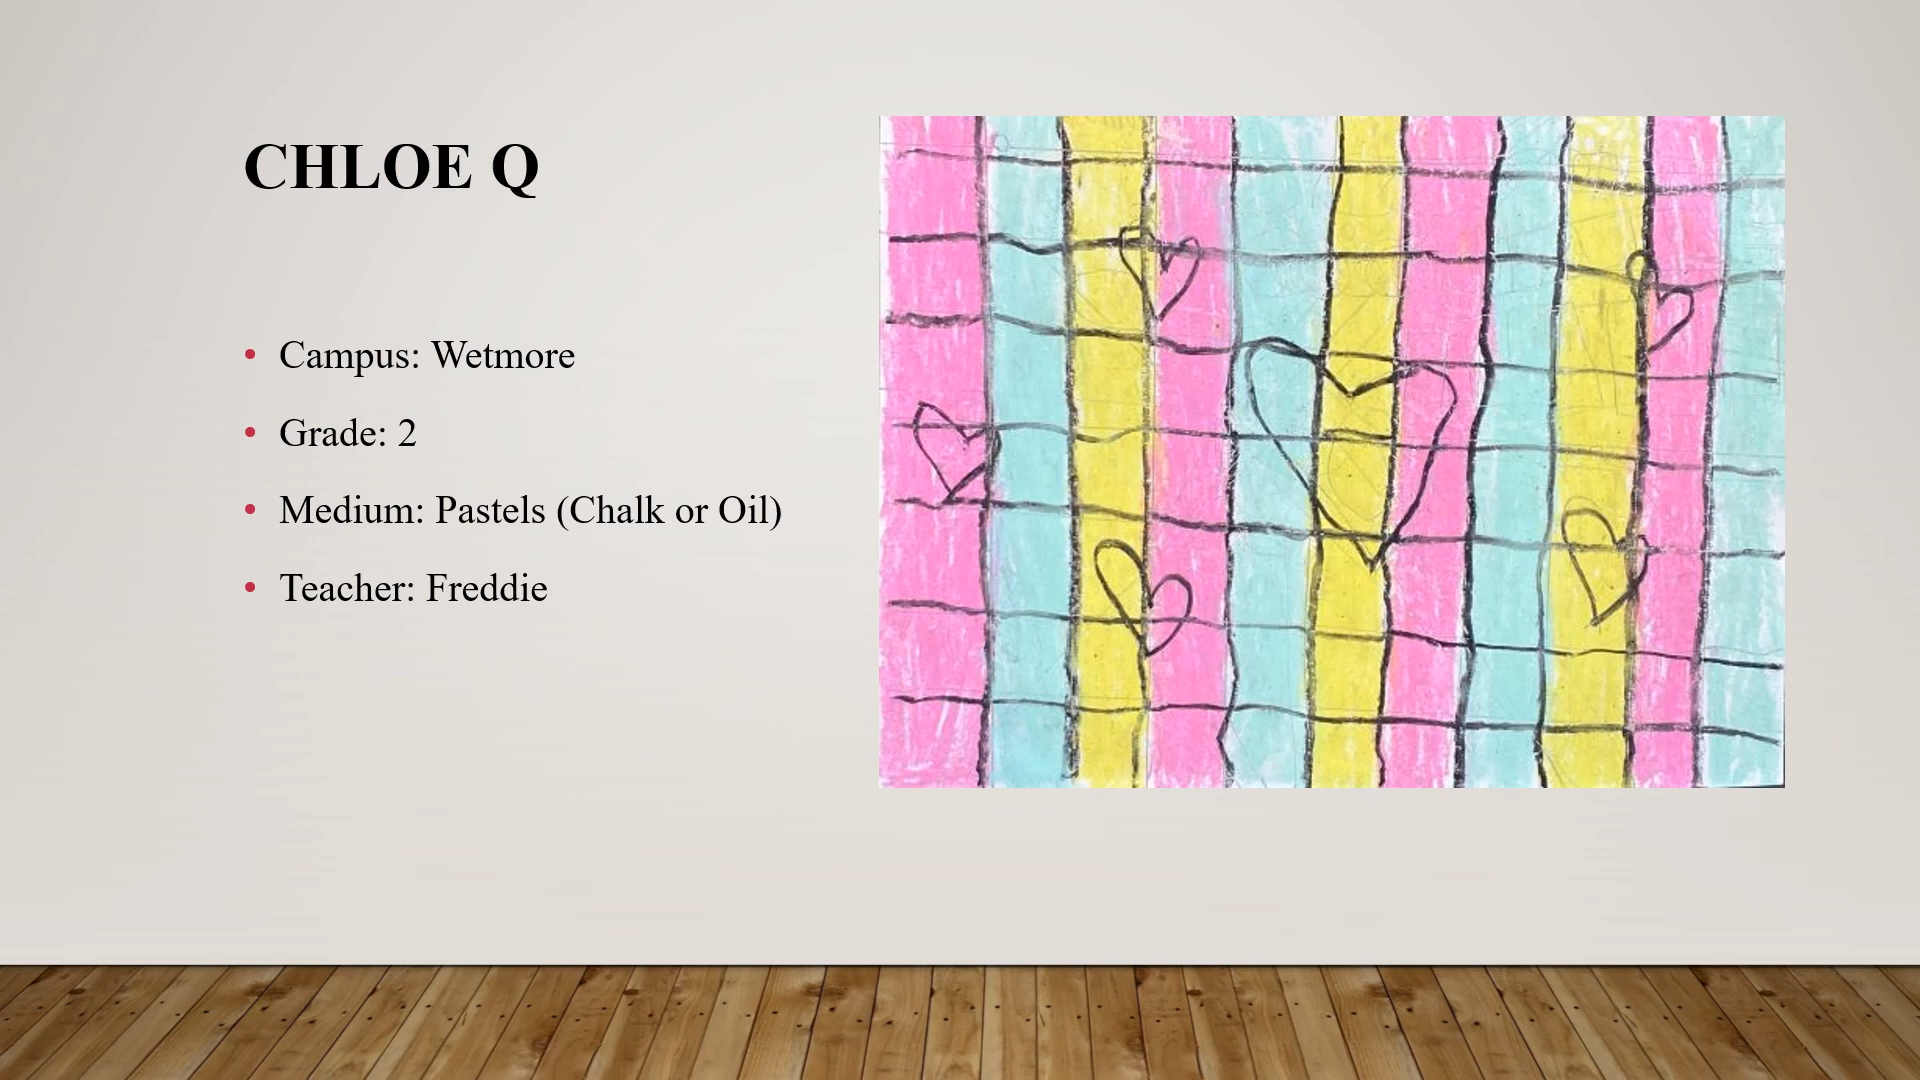 CHLOE Q
• Campus: Wetmore
• Grade: 2
• Medium: Pastels (Chalk or Oil)
• Teacher: Freddie